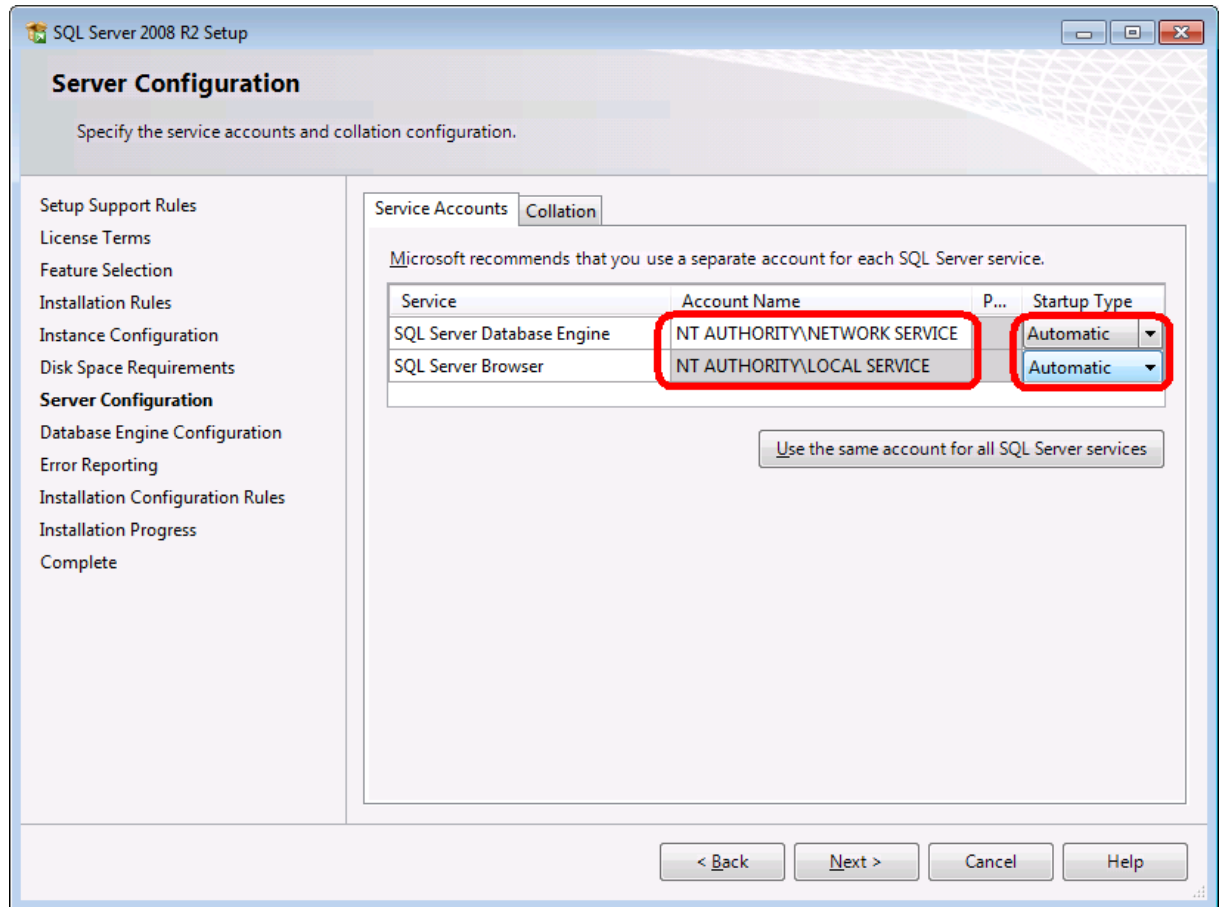 SQL Server 2008 R2 Setup
Server Configuration
Specify the service accounts and collation configuration.
Setup Support Rules
License Terms
Feature Selection
Installation Rules
Instance Configuration
Disk Space Requirements
Server Configuration
Database Engine Configuration
Error Reporting
Installation Configuration Rules
Installation Progress
Complete
Service Accounts Collation
Microsoft recommends that you use a separate account for each SQL Server service.
Service Account Name P... Startup Type
SQL Server Database Engine NT AUTHORITY\NETWORK SERVICE Automatic
SQL Server Browser NT AUTHORITY\LOCAL SERVICE Automatic
Use the same account for all SQL Server services
< Back Next > Cancel Help